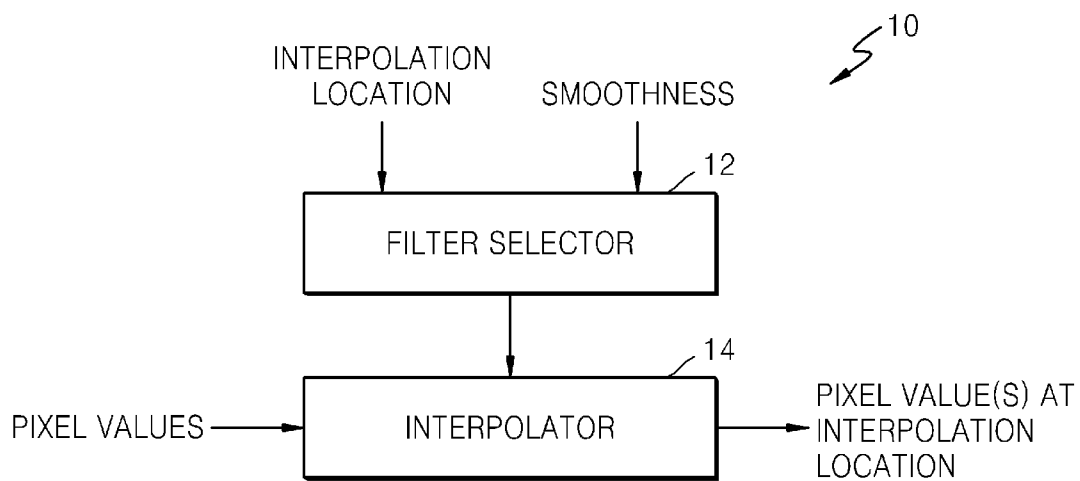 10
INTERPOLATION
LOCATION
SMOOTHNESS
12
FILTER SELECTOR
14
PIXEL VALUES
INTERPOLATOR
PIXEL VALUE(S) AT
INTERPOLATION
LOCATION